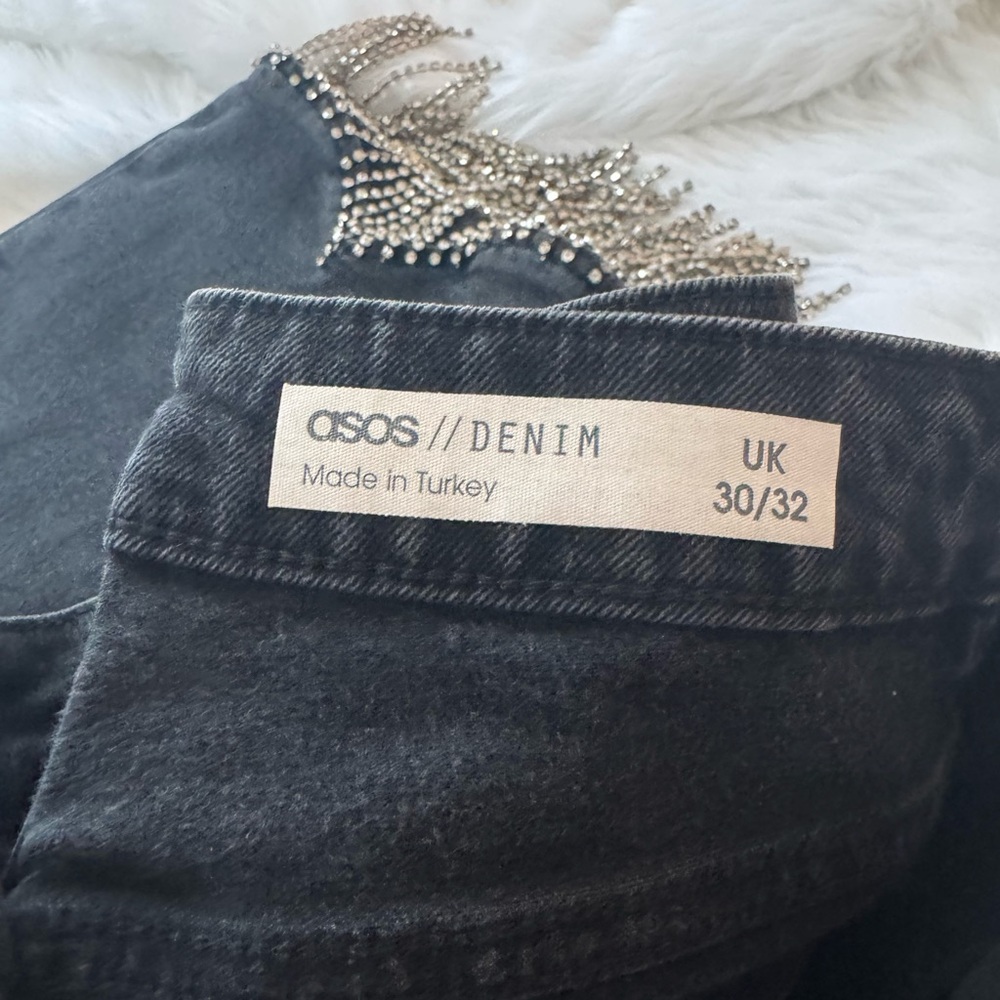 asos // DENIM
Made in Turkey
UK
30/32